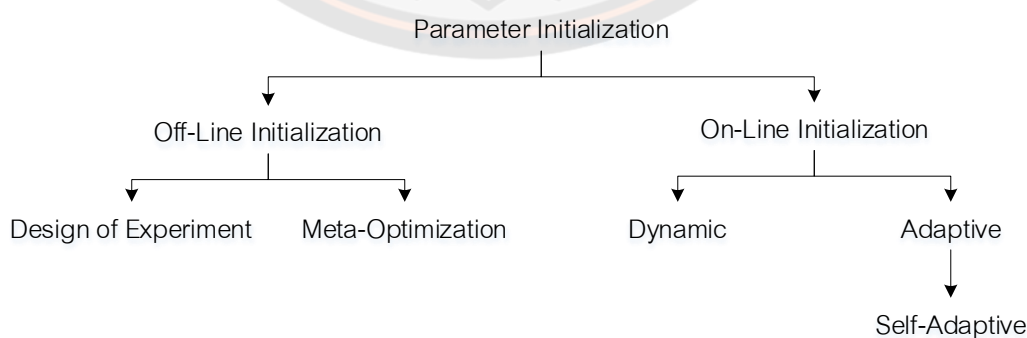 Parameter Initialization
Off-Line Initialization
On-Line Initialization
Design of Experiment
Meta-Optimization
Dynamic
Adaptive
Self-Adaptive